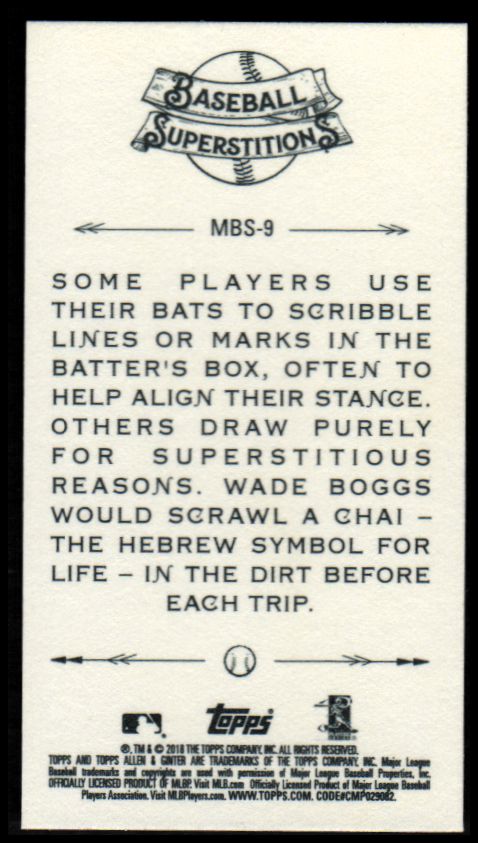 BASEBALL
SUPERSTITIONS
MBS-9
SOME PLAYERS USE
THEIR BATS TO SCRIBBLE
LINES OR MARKS IN THE
BATTER'S BOX, OFTEN TO
HELP ALIGN THEIR STANCE.
OTHERS DRAW PURELY
FOR SUPERSTITIOUS
REASONS. WADE BOGGS
WOULD SCRAWL A CHAI –
THE HEBREW SYMBOL FOR
LIFE – IN THE DIRT BEFORE
EACH TRIP.
topps
®, TM & © 2018 THE TOPPS COMPANY, INC. ALL RIGHTS RESERVED.
TOPPS AND TOPPS ALLEN & GINTER ARE TRADEMARKS OF THE TOPPS COMPANY, INC. Major League
Baseball trademarks and copyrights are used with permission of Major League Baseball Properties, Inc.
OFFICIALLY LICENSED PRODUCT OF MLBP. Visit MLB.com Officially Licensed Product of Major League Baseball
Players Association. Visit MLBPlayers.com. WWW.TOPPS.COM. CODE#CMP029082.